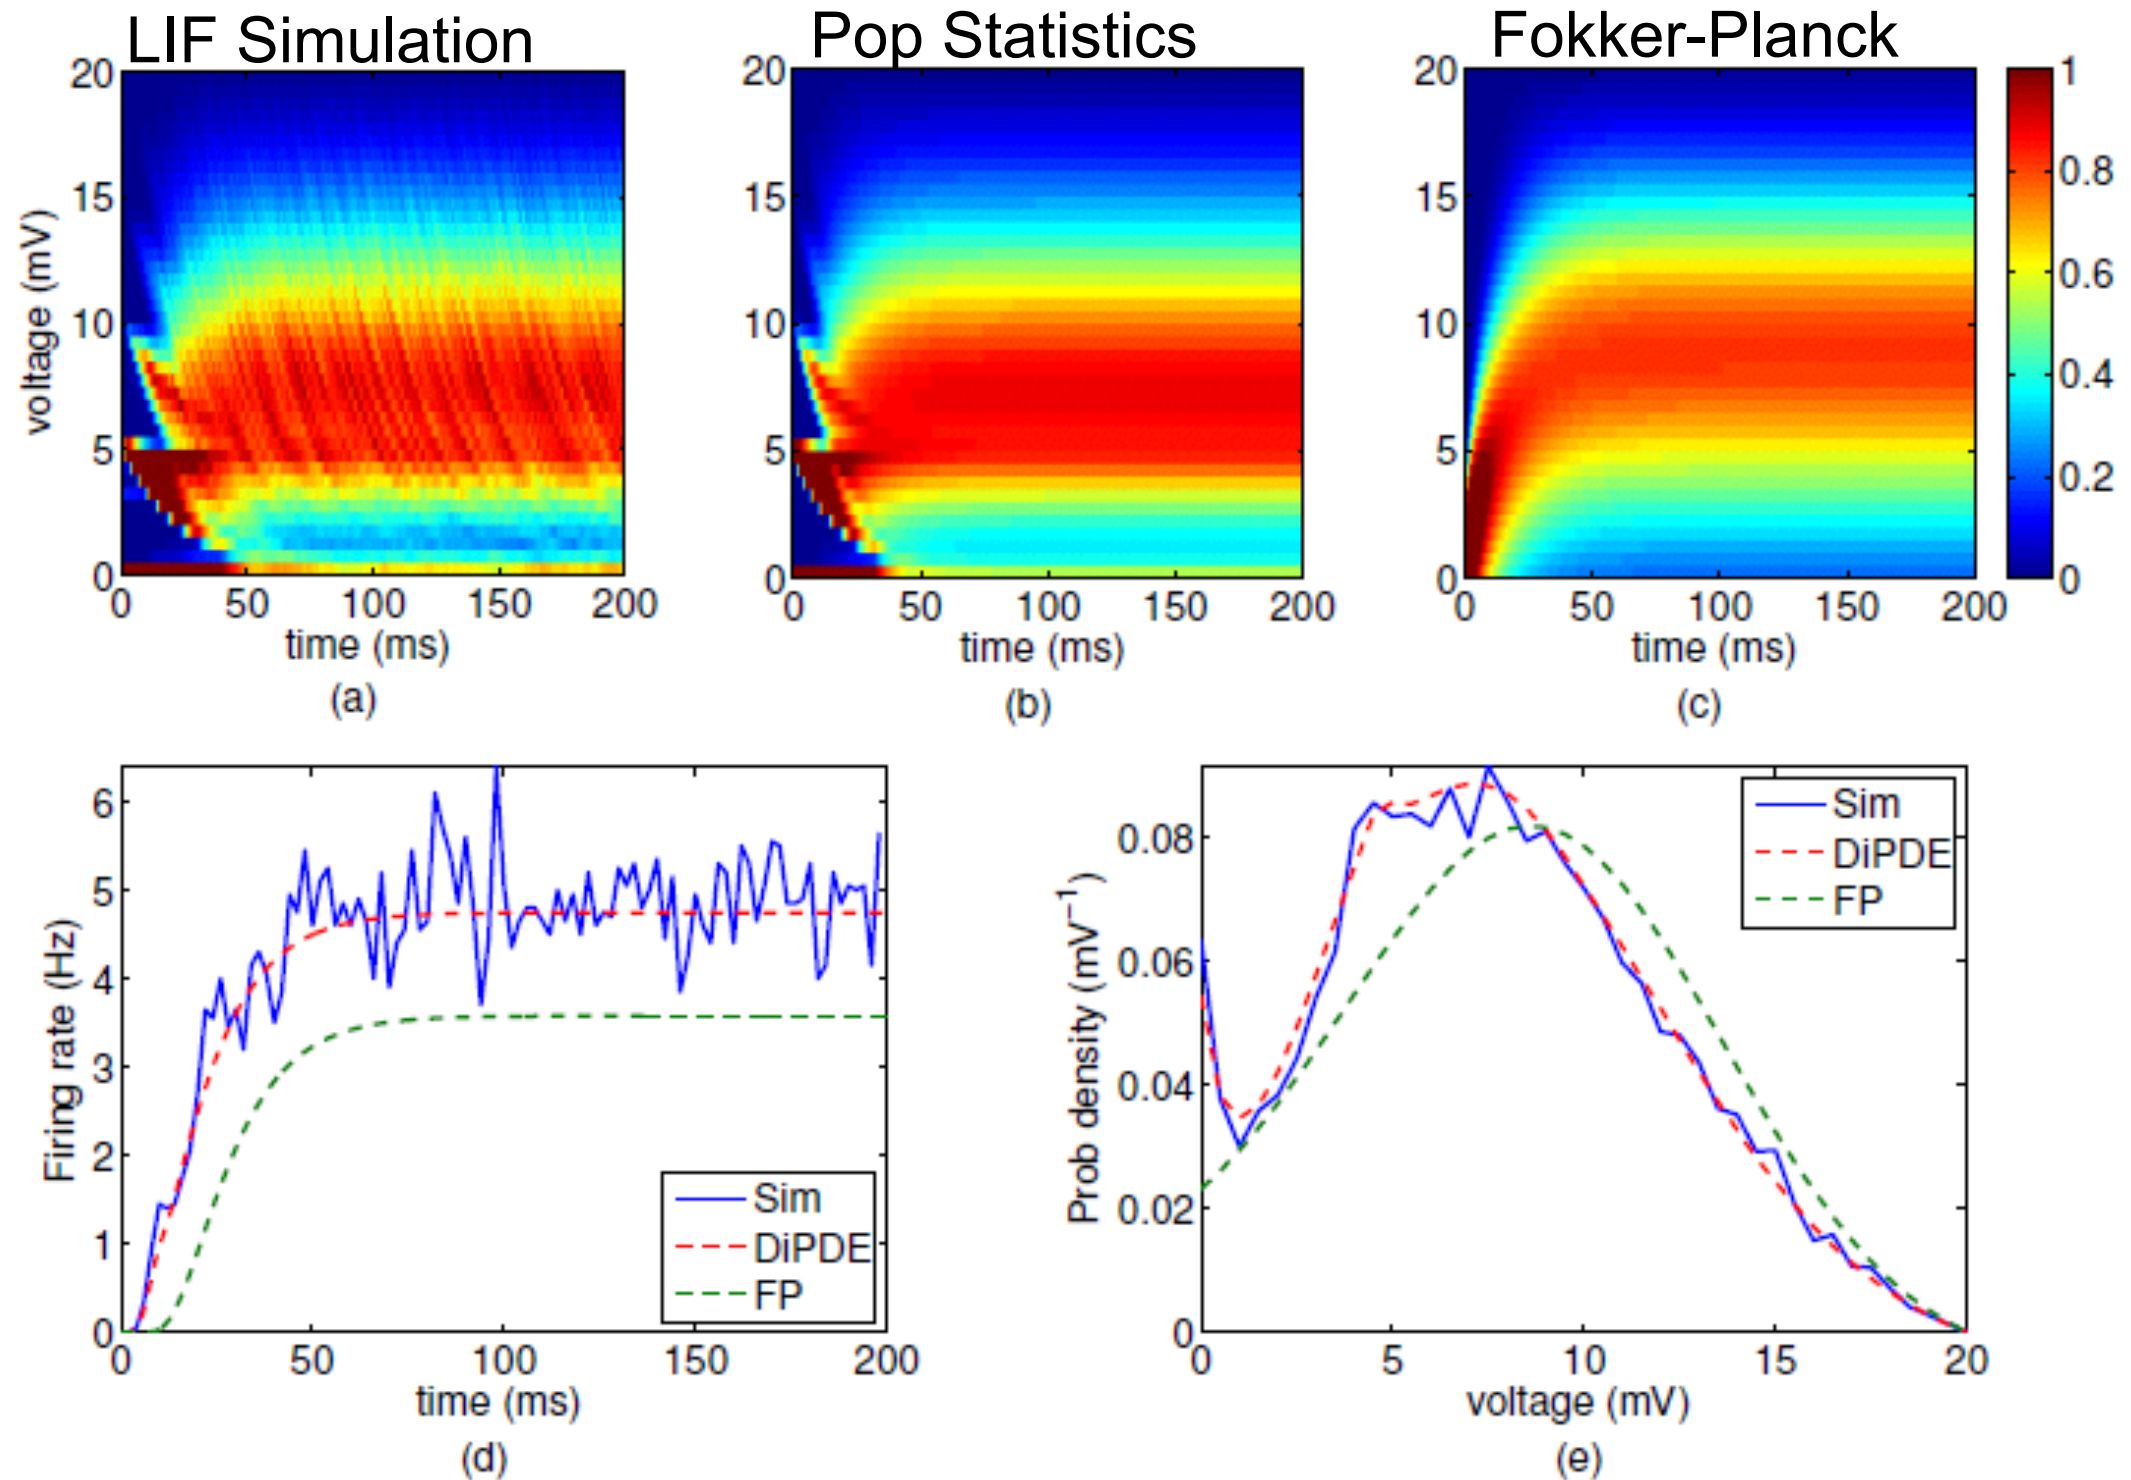 LIF Simulation
Pop Statistics
Fokker-Planck
20
15
10
5
0
0 50 100 150 200
voltage (mV)
time (ms)
(a)
20
15
10
5
0
0 50 100 150 200
time (ms)
(b)
20
15
10
5
0
0 50 100 150 200
time (ms)
(c)
1
0.8
0.6
0.4
0.2
0
6
5
4
3
2
1
0
0 50 100 150 200
Firing rate (Hz)
time (ms)
Sim
DiPDE
FP
(d)
0.08
0.06
0.04
0.02
0
0 5 10 15 20
Prob density (mV⁻¹)
voltage (mV)
Sim
DiPDE
FP
(e)